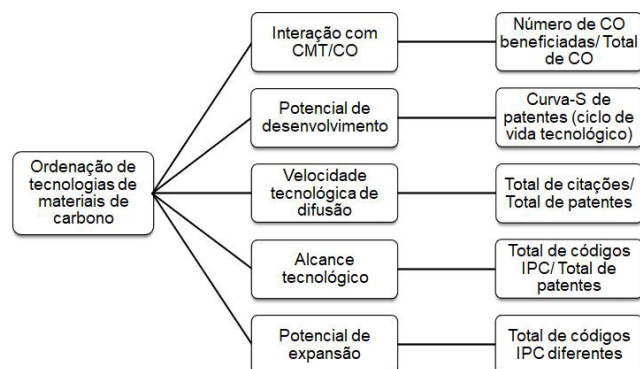 Ordenação de
tecnologias de
materiais de
carbono
Interação com
CMT/CO
Número de CO
beneficiadas/ Total
de CO
Potencial de
desenvolvimento
Curva-S de
patentes (ciclo de
vida tecnológico)
Velocidade
tecnológica de
difusão
Total de citações/
Total de patentes
Alcance
tecnológico
Total de códigos
IPC/ Total de
patentes
Potencial de
expansão
Total de códigos
IPC diferentes